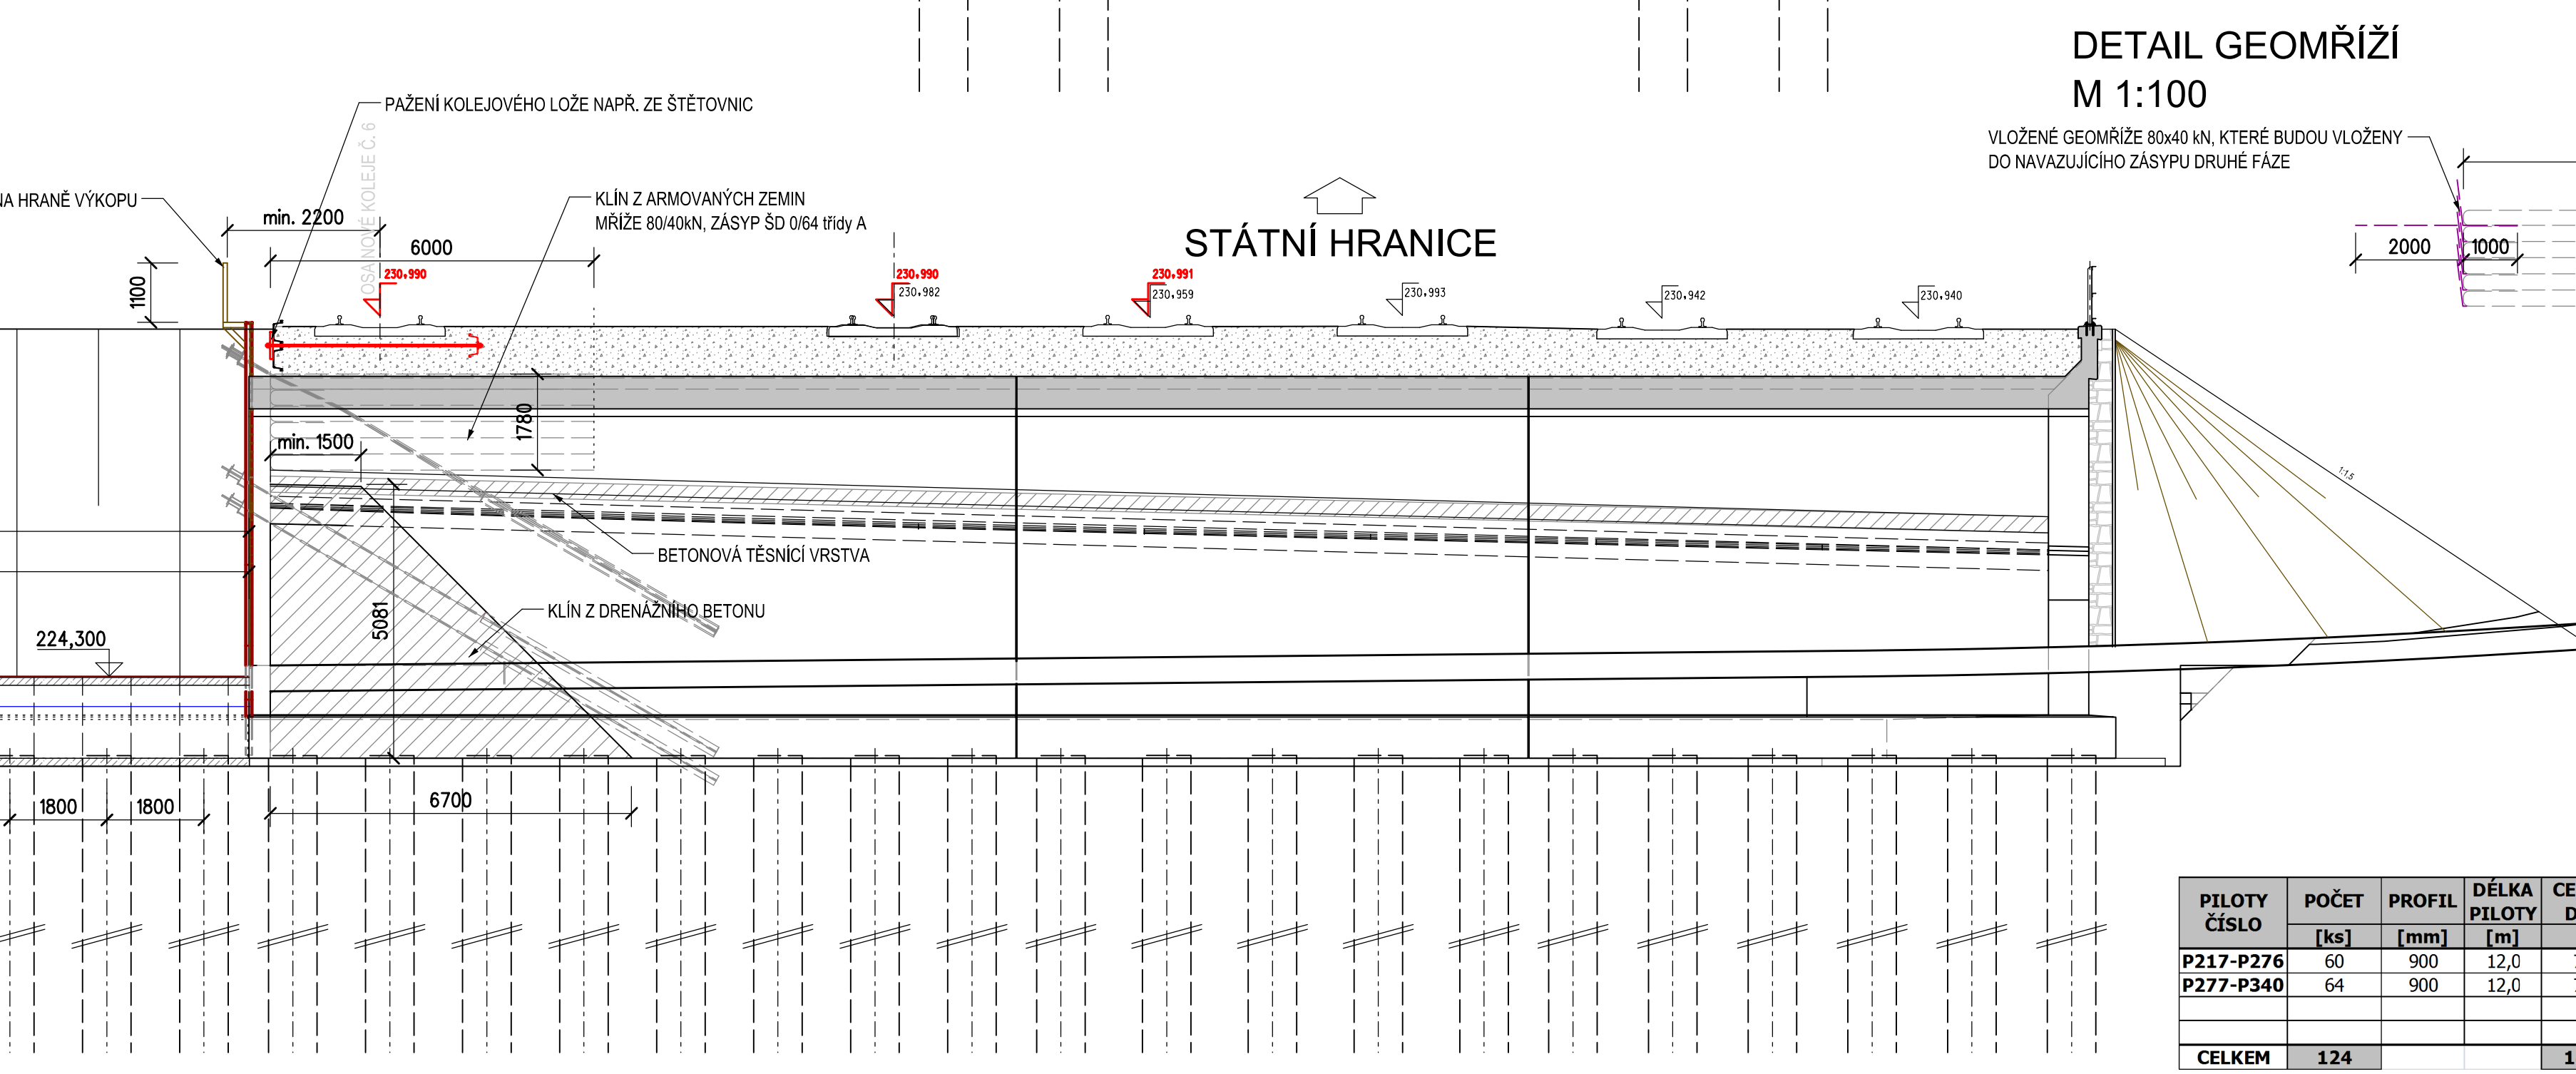 DETAIL GEOMŘÍŽÍ
M 1:100
VLOŽENÉ GEOMŘÍŽE 80x40 kN, KTERÉ BUDOU VLOŽENY
DO NAVAZUJÍCÍHO ZÁSYPU DRUHÉ FÁZE
2000
1000
PAŽENÍ KOLEJOVÉHO LOŽE NAPŘ. ZE ŠTĚTOVNIC
OSA NOVÉ KOLEJE Č. 6
NA HRANĚ VÝKOPU
min. 2200
KLÍN Z ARMOVANÝCH ZEMIN
MŘÍŽE 80/40kN, ZÁSYP ŠD 0/64 třídy A
STÁTNÍ HRANICE
6000
1100
230,990
230,990
230,982
230,991
230,959
230,993
230,942
230,940
1780
min. 1500
1:1,5
BETONOVÁ TĚSNÍCÍ VRSTVA
KLÍN Z DRENÁŽNÍHO BETONU
5081
224,300
1800
1800
6700
PILOTY ČÍSLO POČET PROFIL DÉLKA PILOTY
[ks] [mm] [m]
P217-P276 60 900 12,0
P277-P340 64 900 12,0
CELKEM 124